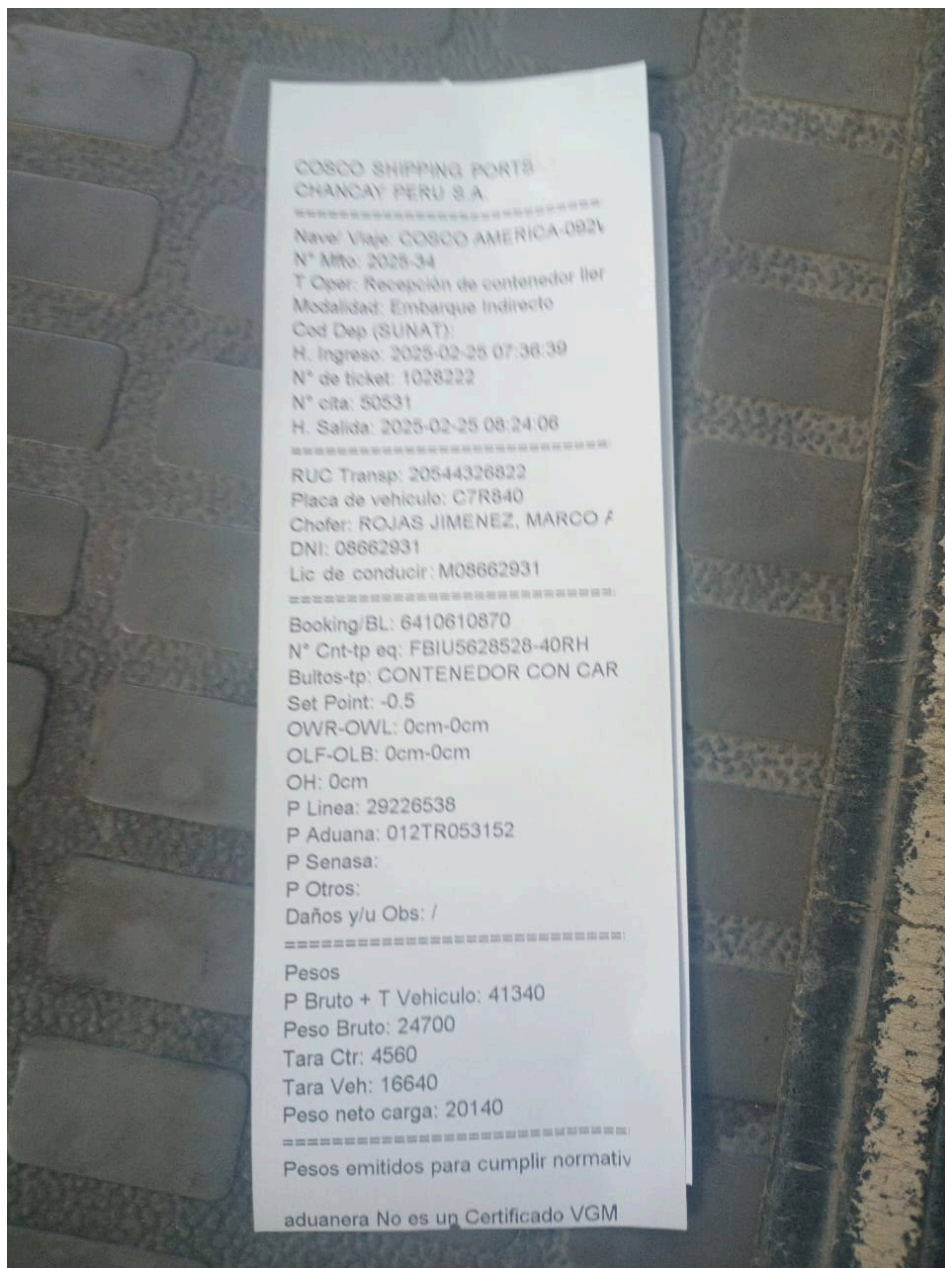 COSCO SHIPPING PORTS
CHANCAY PERU S.A.
============================
Nave/ Viaje: COSCO AMERICA-092
N° Mfto: 2025-34
T Oper: Recepción de contenedor
Modalidad: Embarque Indirecto
Cod Dep (SUNAT):
H. Ingreso: 2025-02-25 07:36:39
N° de ticket: 1028222
N° cita: 50531
H. Salida: 2025-02-25 08:24:06
============================
RUC Transp: 20544326822
Placa de vehiculo: C7R840
Chofer: ROJAS JIMENEZ, MARCO A
DNI: 08662931
Lic de conducir: M08662931
============================
Booking/BL: 6410610870
N° Cnt-tp eq: FBIU5628528-40RH
Bultos-tp: CONTENEDOR CON CAR
Set Point: -0.5
OWR-OWL: 0cm-0cm
OLF-OLB: 0cm-0cm
OH: 0cm
P Linea: 29226538
P Aduana: 012TR053152
P Senasa:
P Otros:
Daños y/u Obs: /
============================
Pesos
P Bruto + T Vehiculo: 41340
Peso Bruto: 24700
Tara Ctr: 4560
Tara Veh: 16640
Peso neto carga: 20140
============================
Pesos emitidos para cumplir normativ
aduanera No es un Certificado VGM